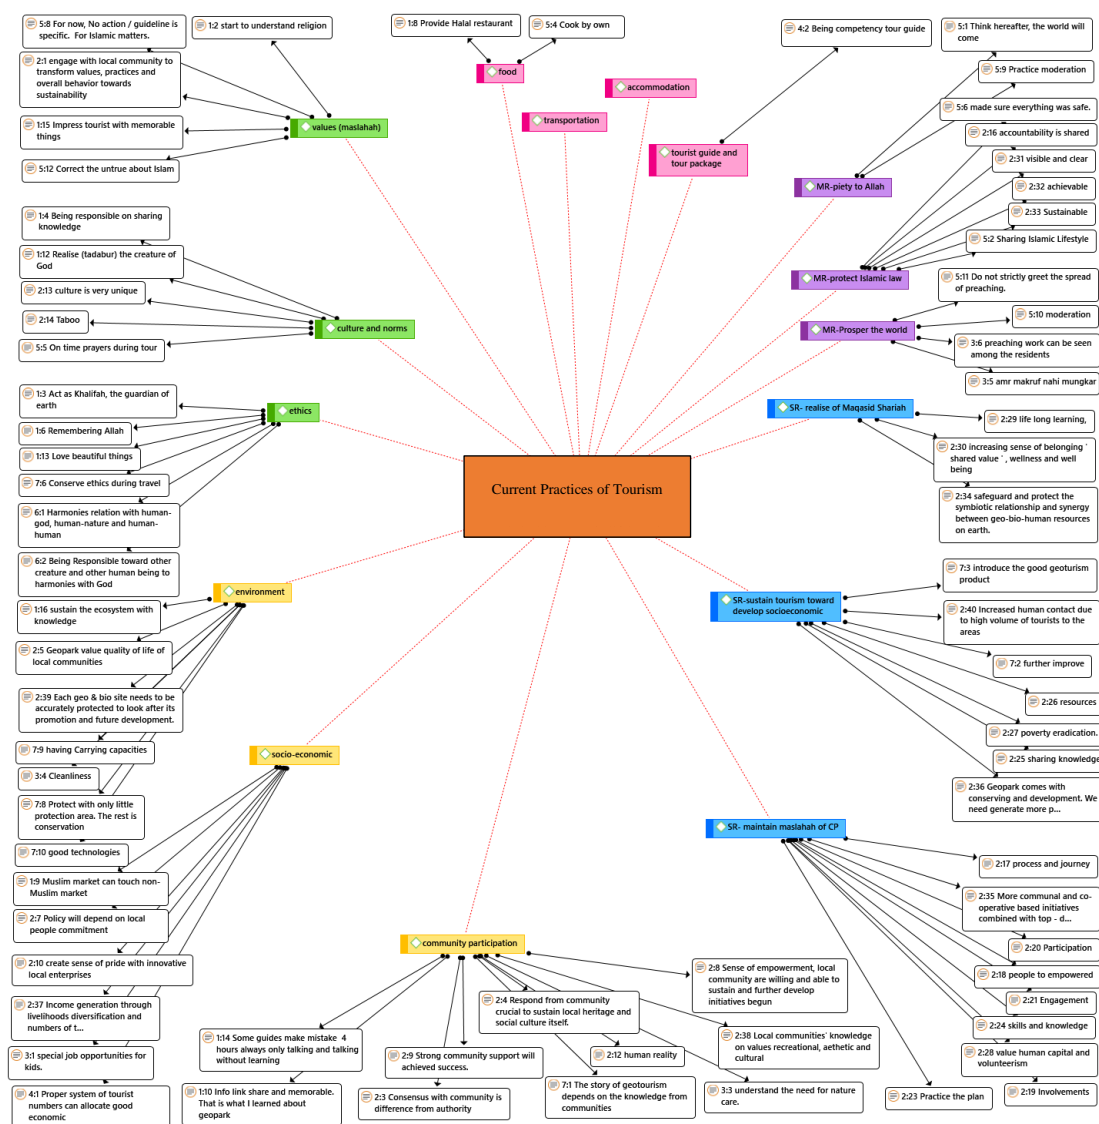 5:8 For now, No action / guideline is
specific.  For Islamic matters.
1:2 start to understand religion
2:1 engage with local community to
transform values, practices and
overall behavior towards
sustainability
1:15 Impress tourist with memorable
things
5:12 Correct the untrue about Islam
values (maslahah)
1:8 Provide Halal restaurant
5:4 Cook by own
food
accommodation
transportation
tourist guide and
tour package
4:2 Being competency tour guide
5:1 Think hereafter, the world will
come
5:9 Practice moderation
5:6 made sure everything was safe.
2:16 accountability is shared
2:31 visible and clear
2:32 achievable
2:33 Sustainable
5:2 Sharing Islamic Lifestyle
MR-piety to Allah
MR-protect Islamic law
MR-Prosper the world
5:11 Do not strictly greet the spread
of preaching.
5:10 moderation
3:6 preaching work can be seen
among the residents
3:5 amr makruf nahi mungkar
1:4 Being responsible on sharing
knowledge
1:12 Realise (tadabur) the creature of
God
2:13 culture is very unique
2:14 Taboo
5:5 On time prayers during tour
culture and norms
1:3 Act as Khalifah, the guardian of
earth
1:6 Remembering Allah
1:13 Love beautiful things
7:6 Conserve ethics during travel
6:1 Harmonies relation with human-
god, human-nature and human-
human
6:2 Being Responsible toward other
creature and other human being to
harmonies with God
ethics
Current Practices of Tourism
SR- realise of Maqasid Shariah
2:29 life long learning,
2:30 increasing sense of belonging ‘
shared value ‘ , wellness and well
being
2:34 safeguard and protect the
symbiotic relationship and synergy
between geo-bio-human resources
on earth.
environment
1:16 sustain the ecosystem with
knowledge
2:5 Geopark value quality of life of
local communities
2:39 Each geo & bio site needs to be
accurately protected to look after its
promotion and future development.
7:9 having Carrying capacities
3:4 Cleanliness
7:8 Protect with only little
protection area. The rest is
conservation
7:10 good technologies
SR-sustain tourism toward
develop socioeconomic
7:3 introduce the good geoturism
product
2:40 Increased human contact due
to high volume of tourists to the
areas
7:2 further improve
2:26 resources
2:27 poverty eradication.
2:25 sharing knowledge
2:36 Geopark comes with
conserving and development. We
need generate more p...
socio-economic
1:9 Muslim market can touch non-
Muslim market
2:7 Policy will depend on local
people commitment
2:10 create sense of pride with innovative
local enterprises
2:37 Income generation through
livelihoods diversification and
numbers of t...
3:1 special job opportunities for
kids.
4:1 Proper system of tourist
numbers can allocate good
economic
SR- maintain maslahah of CP
2:17 process and journey
2:35 More communal and co-
operative based initiatives
combined with top - d...
2:20 Participation
2:18 people to empowered
2:21 Engagement
2:24 skills and knowledge
2:28 value human capital and
volunteerism
2:19 Involvements
2:23 Practice the plan
community participation
2:8 Sense of empowerment, local
community are willing and able to
sustain and further develop
initiatives begun
2:4 Respond from community
crucial to sustain local heritage and
social culture itself.
1:14 Some guides make mistake  4
hours always only talking and talking
without learning
2:9 Strong community support will
achieved success.
2:12 human reality
2:38 Local communities` knowledge
on values recreational, aethetic and
cultural
1:10 Info link share and memorable.
That is what I learned about
geopark
2:3 Consensus with community is
difference from authority
7:1 The story of geotourism
depends on the knowledge from
communities
3:3 understand the need for nature
care.